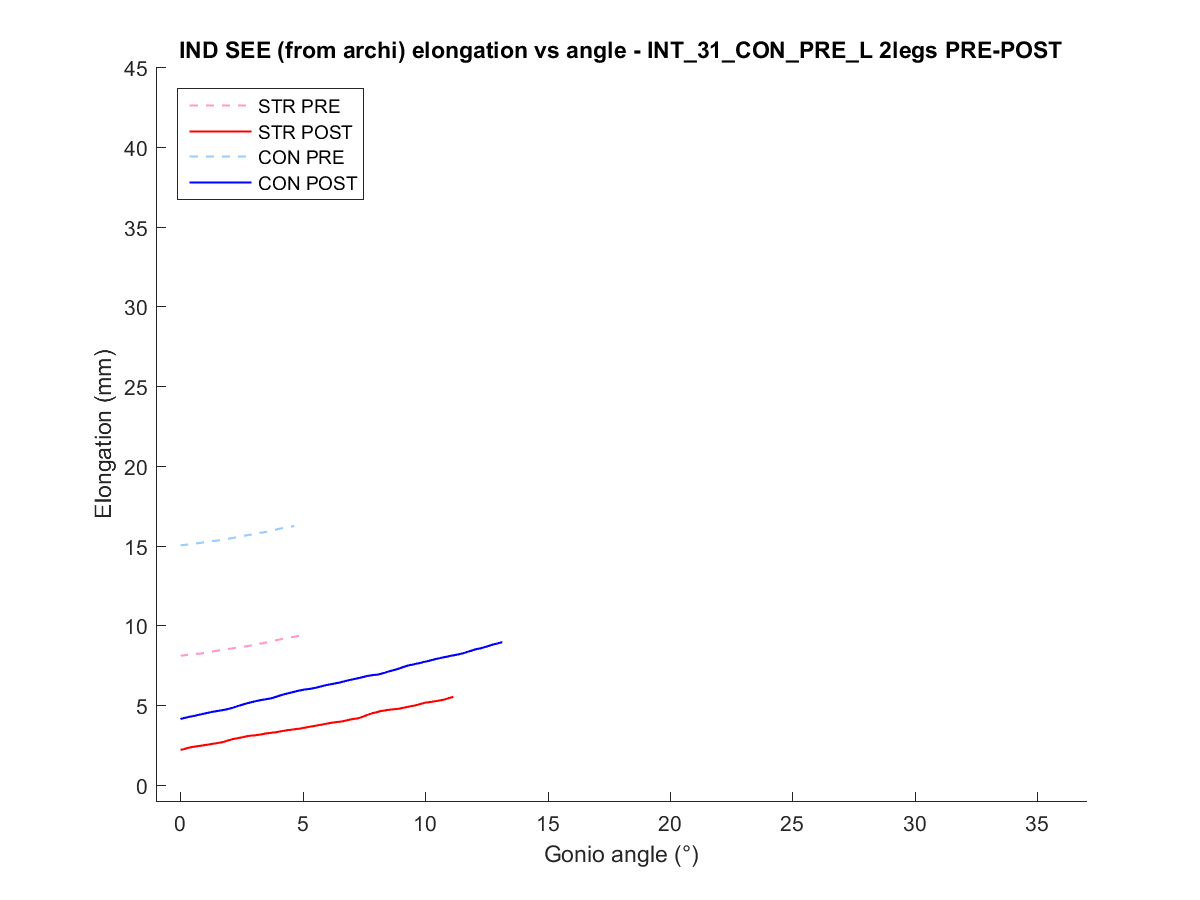 IND SEE (from archi) elongation vs angle - INT_31_CON_PRE_L 2legs PRE-POST
STR PRE
STR POST
CON PRE
CON POST
45
40
35
30
25
20
15
10
5
0
Elongation (mm)
0 5 10 15 20 25 30 35
Gonio angle (°)